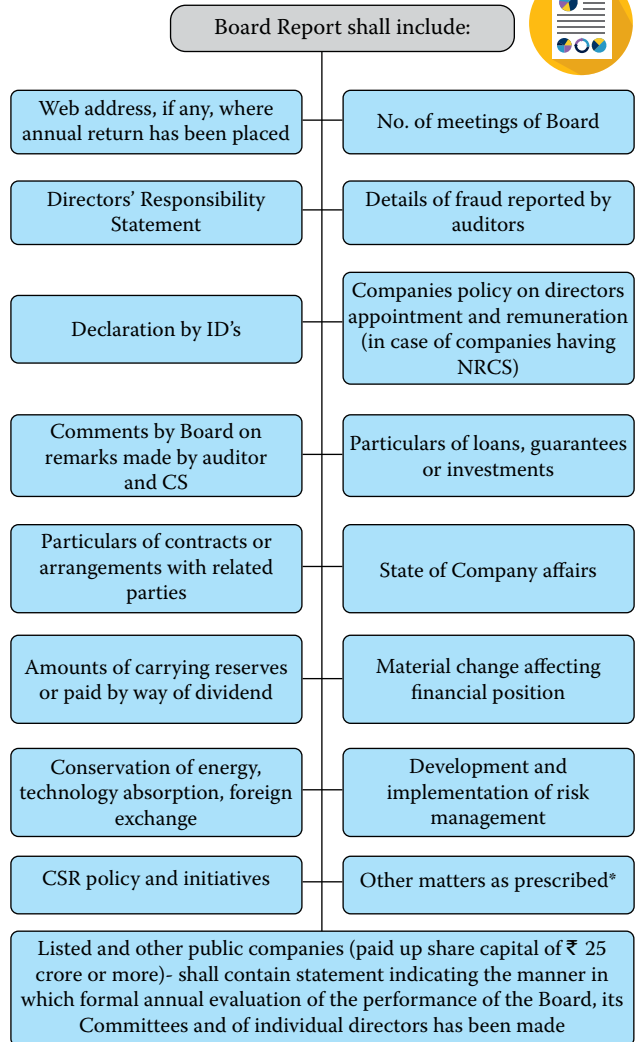 Board Report shall include:
Web address, if any, where
annual return has been placed
No. of meetings of Board
Directors’ Responsibility
Statement
Details of fraud reported by
auditors
Declaration by ID’s
Companies policy on directors
appointment and remuneration
(in case of companies having
NRCS)
Comments by Board on
remarks made by auditor
and CS
Particulars of loans, guarantees
or investments
Particulars of contracts or
arrangements with related
parties
State of Company affairs
Amounts of carrying reserves
or paid by way of dividend
Material change affecting
financial position
Conservation of energy,
technology absorption, foreign
exchange
Development and
implementation of risk
management
CSR policy and initiatives
Other matters as prescribed*
Listed and other public companies (paid up share capital of ₹ 25
crore or more)- shall contain statement indicating the manner in
which formal annual evaluation of the performance of the Board, its
Committees and of individual directors has been made